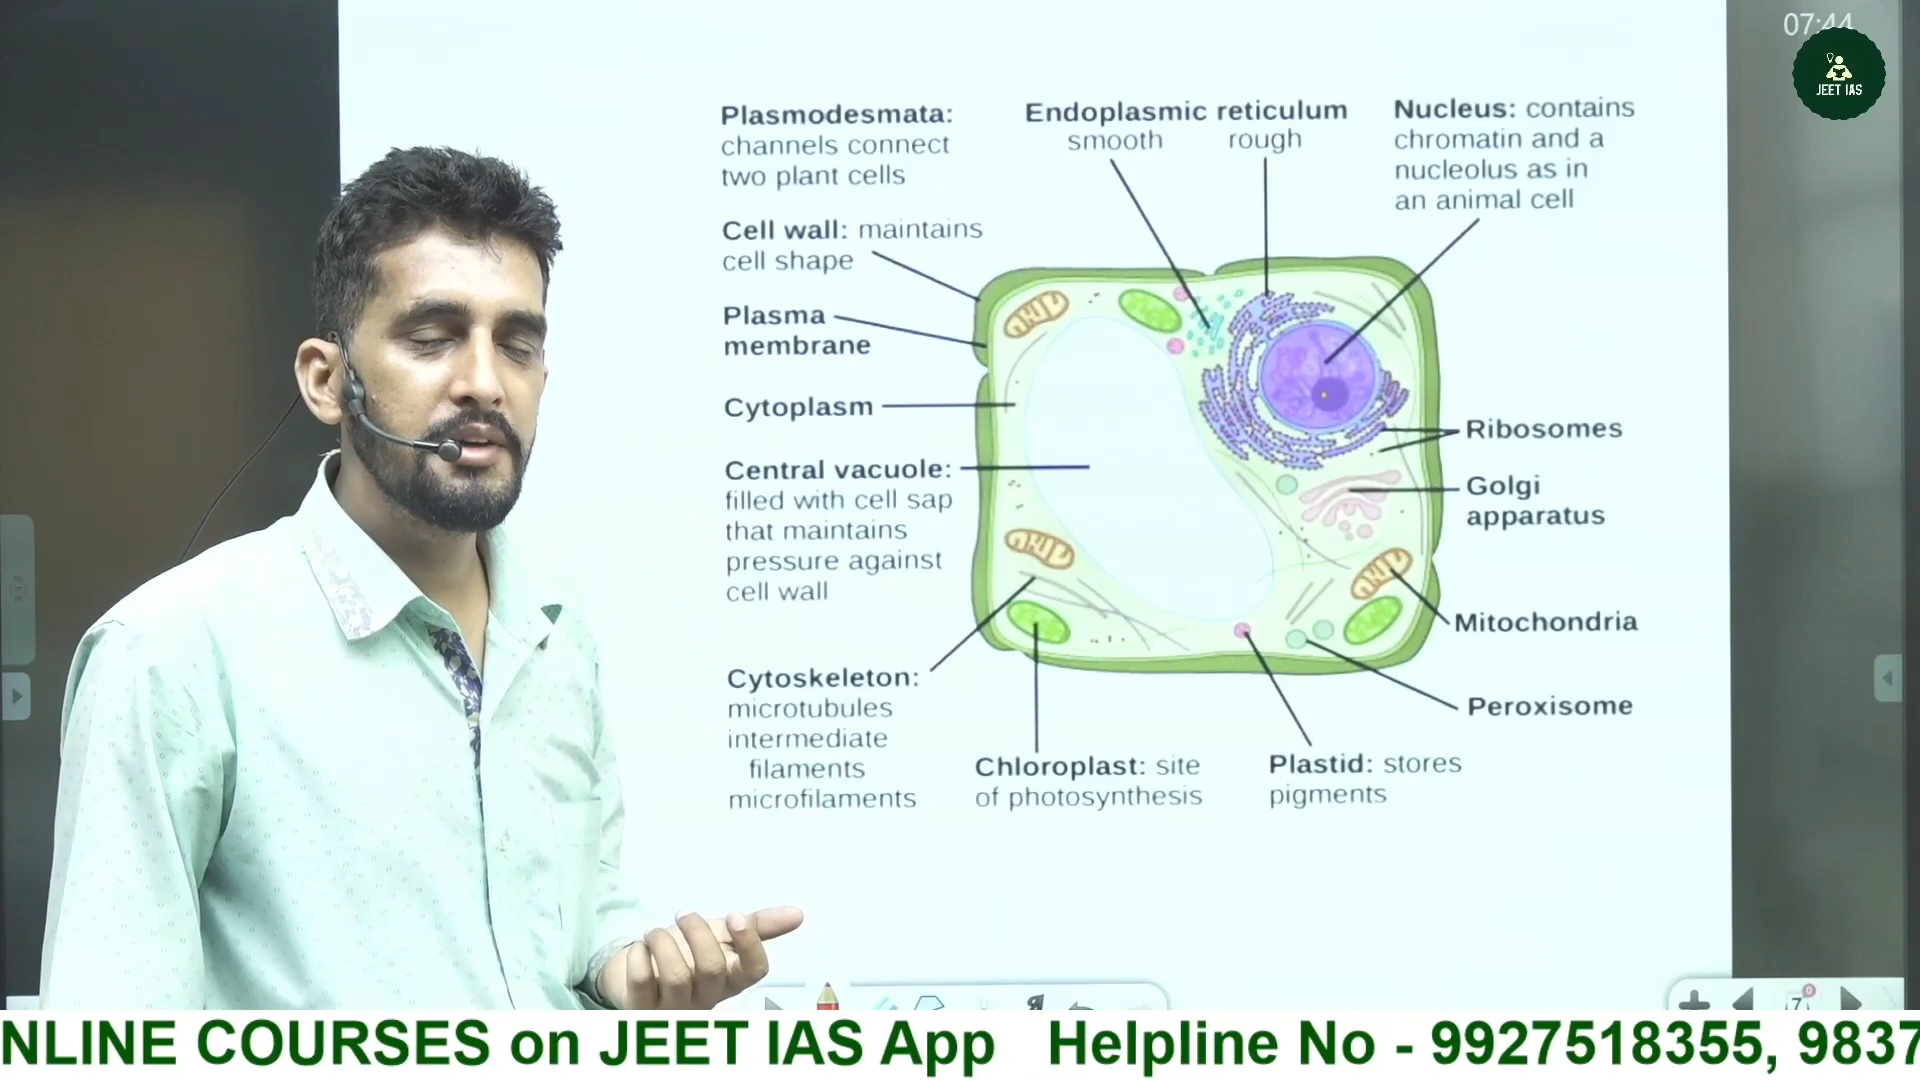 07:44
JEET IAS
Plasmodesmata:
channels connect
two plant cells
Endoplasmic reticulum
smooth rough
Nucleus: contains
chromatin and a
nucleolus as in
an animal cell
Cell wall: maintains
cell shape
Plasma
membrane
Cytoplasm
Central vacuole:
filled with cell sap
that maintains
pressure against
cell wall
Ribosomes
Golgi
apparatus
Mitochondria
Peroxisome
Cytoskeleton:
microtubules
intermediate
filaments
microfilaments
Chloroplast: site
of photosynthesis
Plastid: stores
pigments
7
0
NLINE COURSES on JEET IAS App Helpline No - 9927518355, 9837